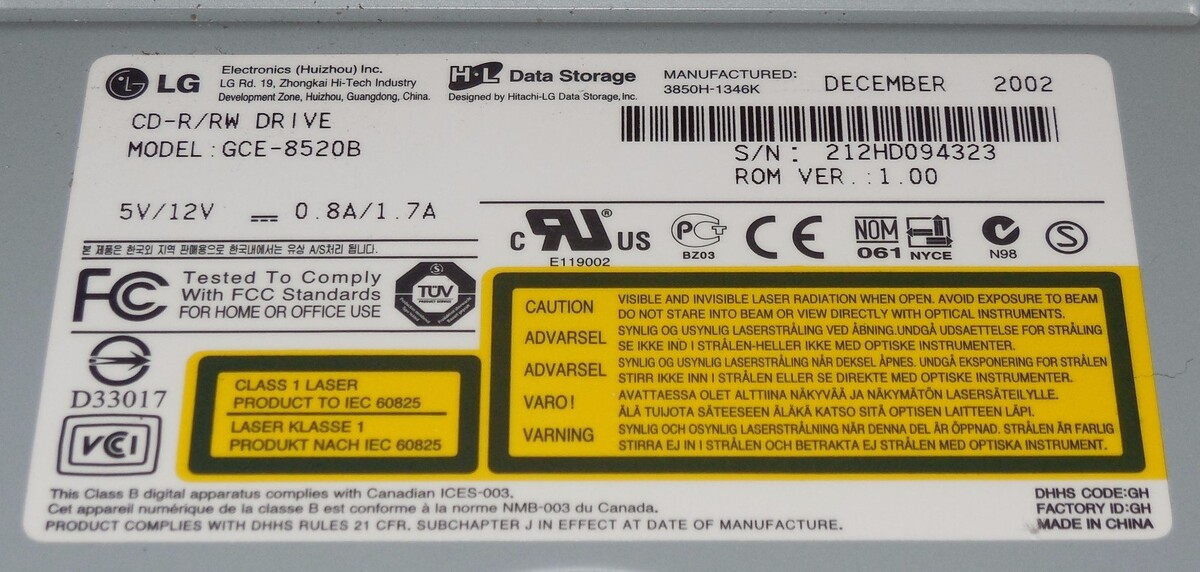 LG Electronics (Huizhou) Inc.
LG Rd. 19, Zhongkai Hi-Tech Industry
Development Zone, Huizhou, Guangdong, China.
H·L Data Storage
Designed by Hitachi-LG Data Storage, Inc.
MANUFACTURED:
3850H-1346K
DECEMBER 2002
CD-R/RW DRIVE
MODEL : GCE-8520B
S/N : 212HD094323
ROM VER. : 1.00
5V/12V 0.8A/1.7A
본 제품은 한국외 지역 판매용으로 한국내에서는 유상 A/S처리 됩니다.
c RU ® US
E119002
PCT
BZ03
CE
NOM
061 NYCE
N98
S
FC Tested To Comply
With FCC Standards
FOR HOME OR OFFICE USE
S
TÜV
PRODUCT SERVICE
D33017
VCI
CLASS 1 LASER
PRODUCT TO IEC 60825
LASER KLASSE 1
PRODUKT NACH IEC 60825
CAUTION VISIBLE AND INVISIBLE LASER RADIATION WHEN OPEN. AVOID EXPOSURE TO BEAM
DO NOT STARE INTO BEAM OR VIEW DIRECTLY WITH OPTICAL INSTRUMENTS.
ADVARSEL SYNLIG OG USYNLIG LASERSTRÅLING VED ÅBNING.UNDGÅ UDSAETTELSE FOR STRÅLING
SE IKKE IND I STRÅLEN-HELLER IKKE MED OPTISKE INSTRUMENTER.
ADVARSEL SYNLIG OG USYNLIG LASERSTRÅLING NÅR DEKSEL ÅPNES. UNDGÅ EKSPONERING FOR STRÅLEN
STIRR IKKE INN I STRÅLEN ELLER SE DIREKTE MED OPTISKE INSTRUMENTER.
VARO! AVATTAESSA OLET ALTTIINA NÄKYVÄÄ JA NÄKYMÄTÖN LASERSÄTEILYLLE.
ÄLÄ TUIJOTA SÄTEESEEN ÄLÄKÄ KATSO SITÄ OPTISEN LAITTEEN LÄPI.
VARNING SYNLIG OCH OSYNLIG LASERSTRÅLNING NÄR DENNA DEL ÄR ÖPPNAD. STRÅLEN ÄR FARLIG
STIRRA EJ IN I STRÅLEN OCH BETRAKTA EJ STRÅLEN MED OPTISKA INSTRUMENT.
This Class B digital apparatus complies with Canadian ICES-003.
Cet appareil numérique de la classe B est conforme à la norme NMB-003 du Canada.
PRODUCT COMPLIES WITH DHHS RULES 21 CFR. SUBCHAPTER J IN EFFECT AT DATE OF MANUFACTURE.
DHHS CODE:GH
FACTORY ID:GH
MADE IN CHINA